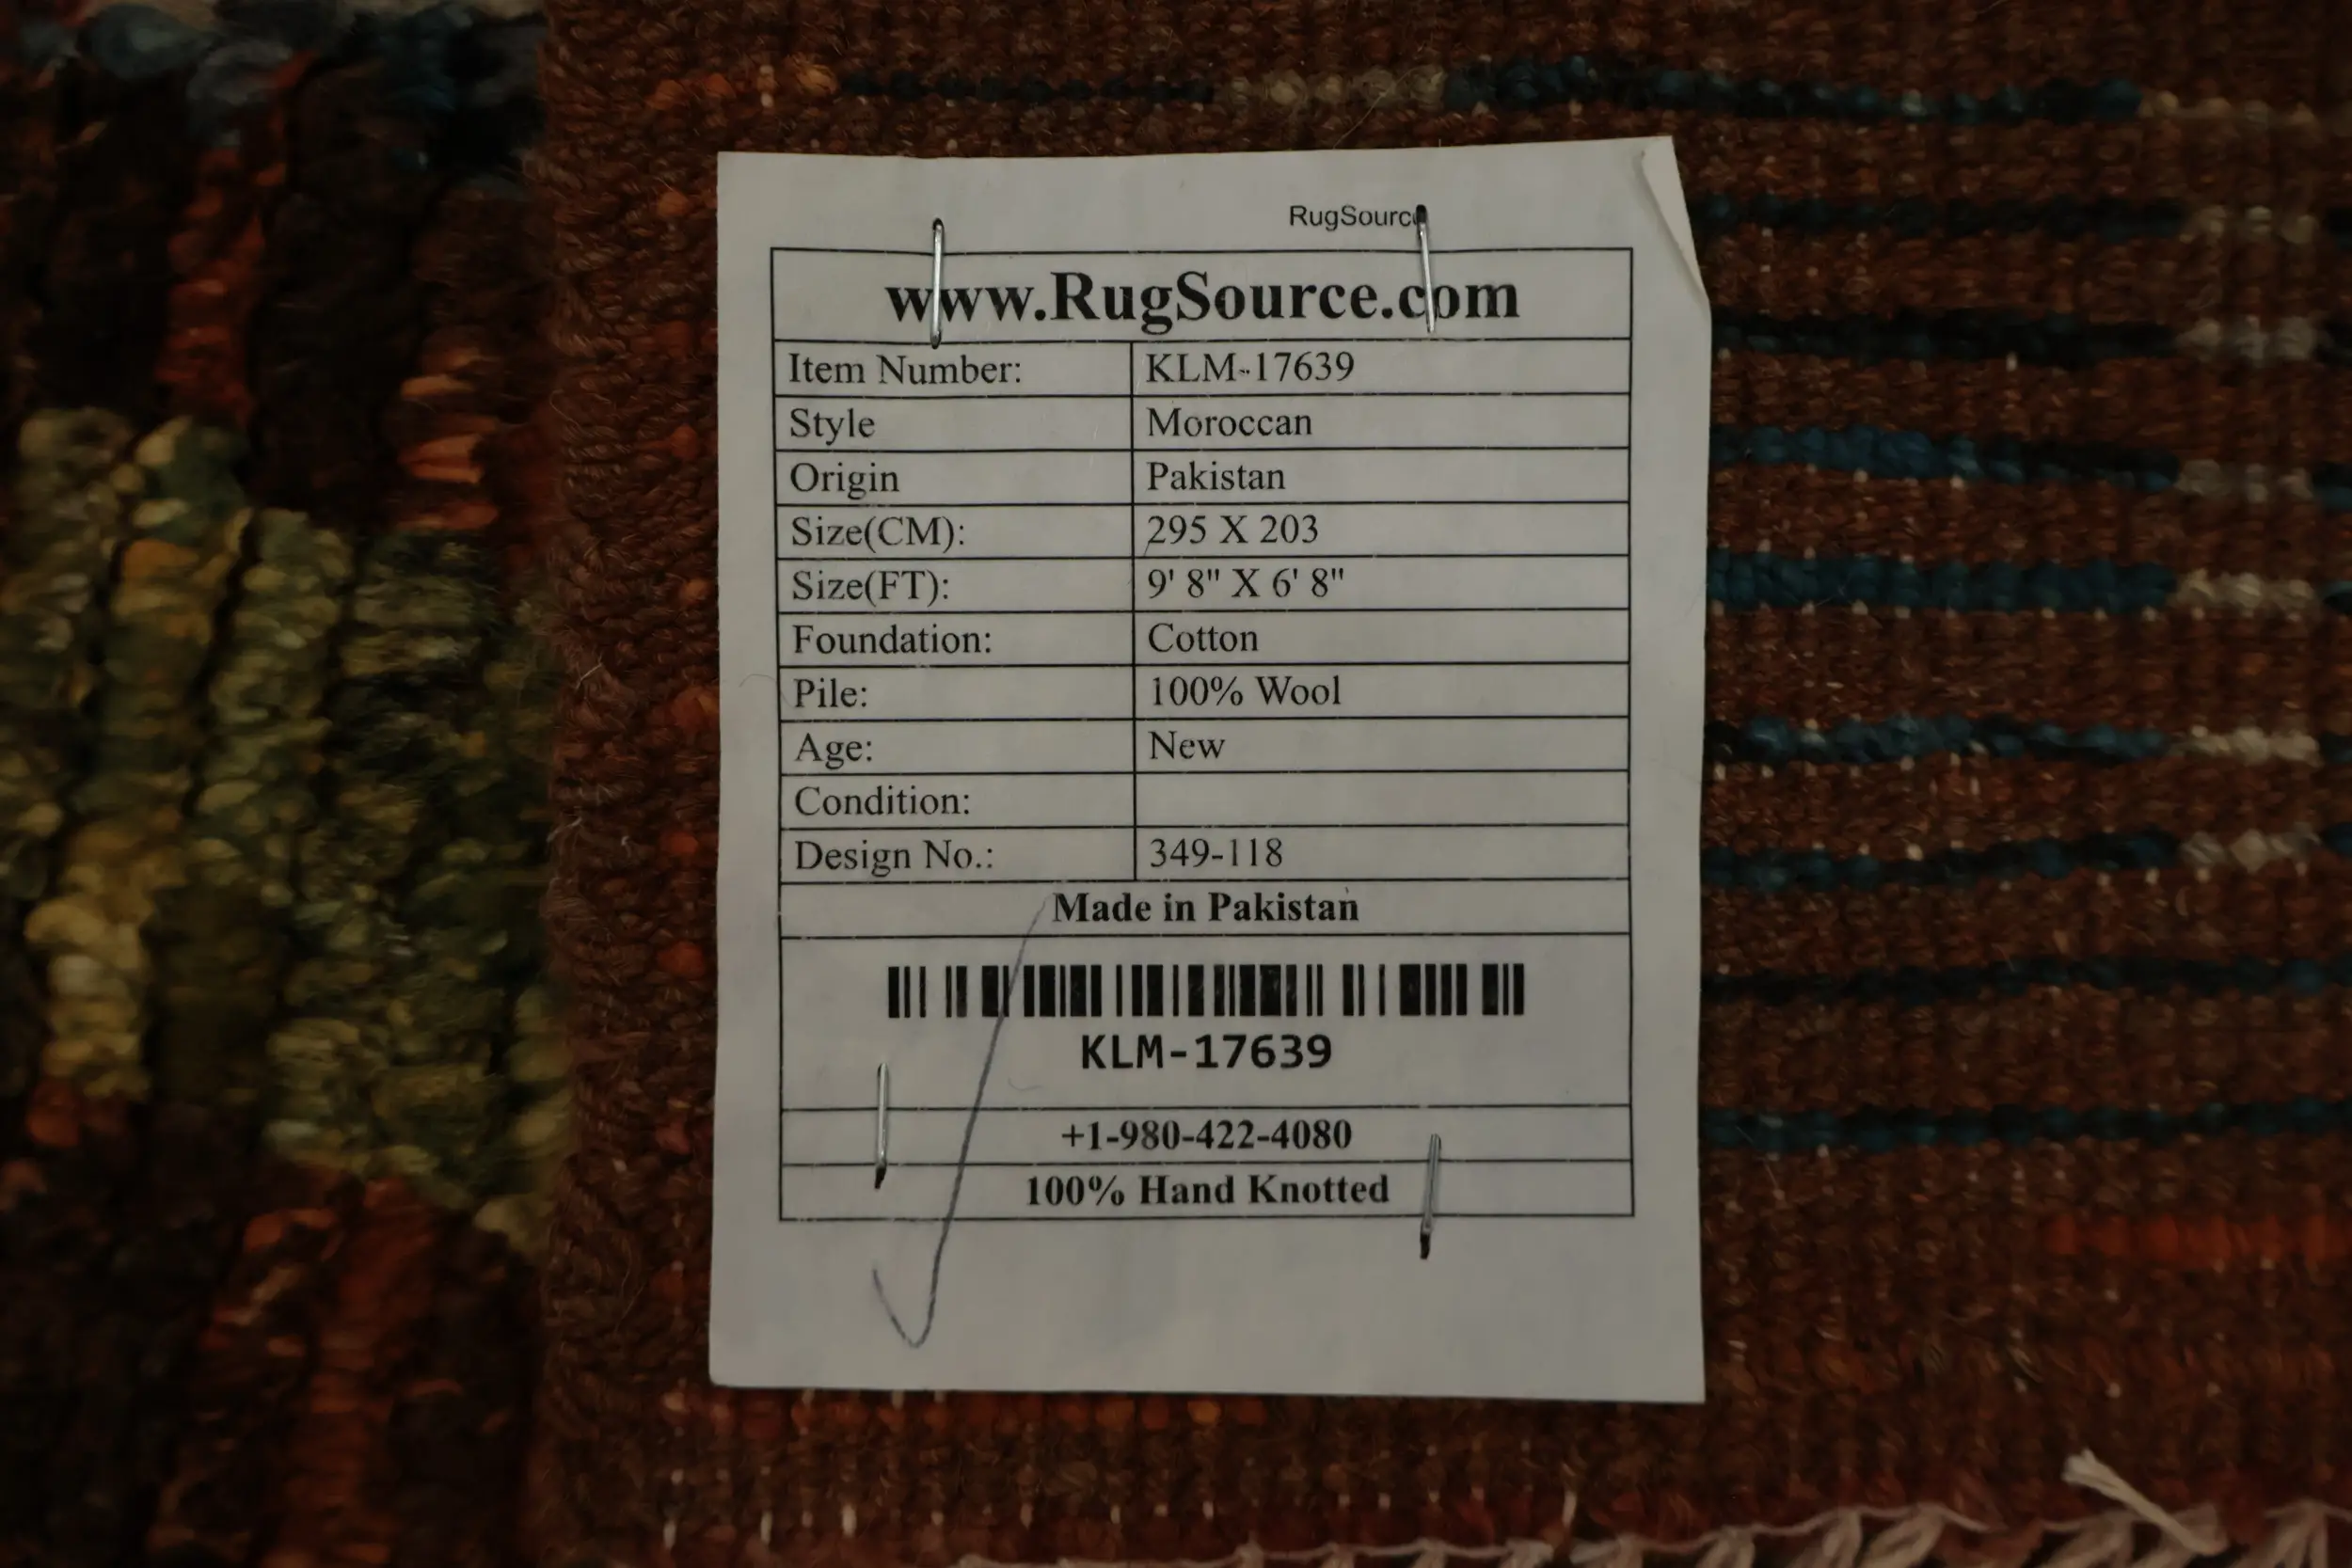 RugSource
www.RugSource.com
Item Number: KLM-17639
Style Moroccan
Origin Pakistan
Size(CM): 295 X 203
Size(FT): 9' 8" X 6' 8"
Foundation: Cotton
Pile: 100% Wool
Age: New
Condition:
Design No.: 349-118
Made in Pakistan
KLM-17639
+1-980-422-4080
100% Hand Knotted